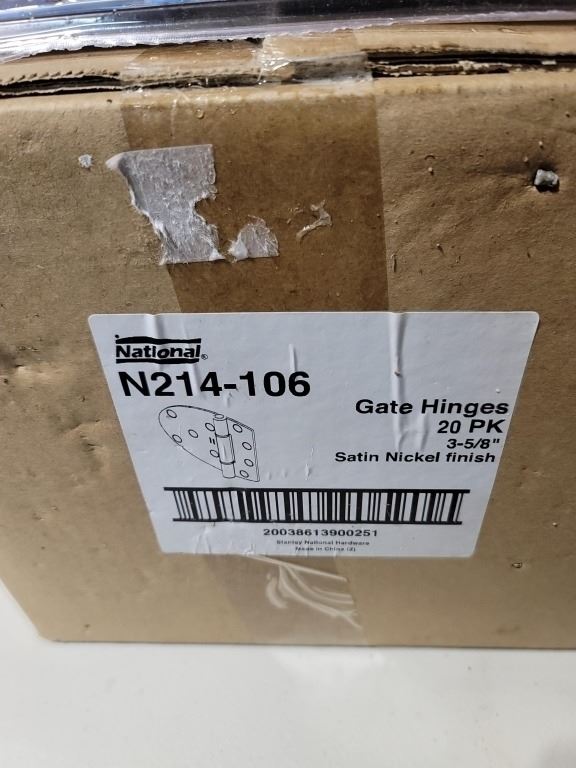 National®
N214-106
Gate Hinges
20 PK
3-5/8"
Satin Nickel finish
20038613900251
Stanley National Hardware
Made in China (2)